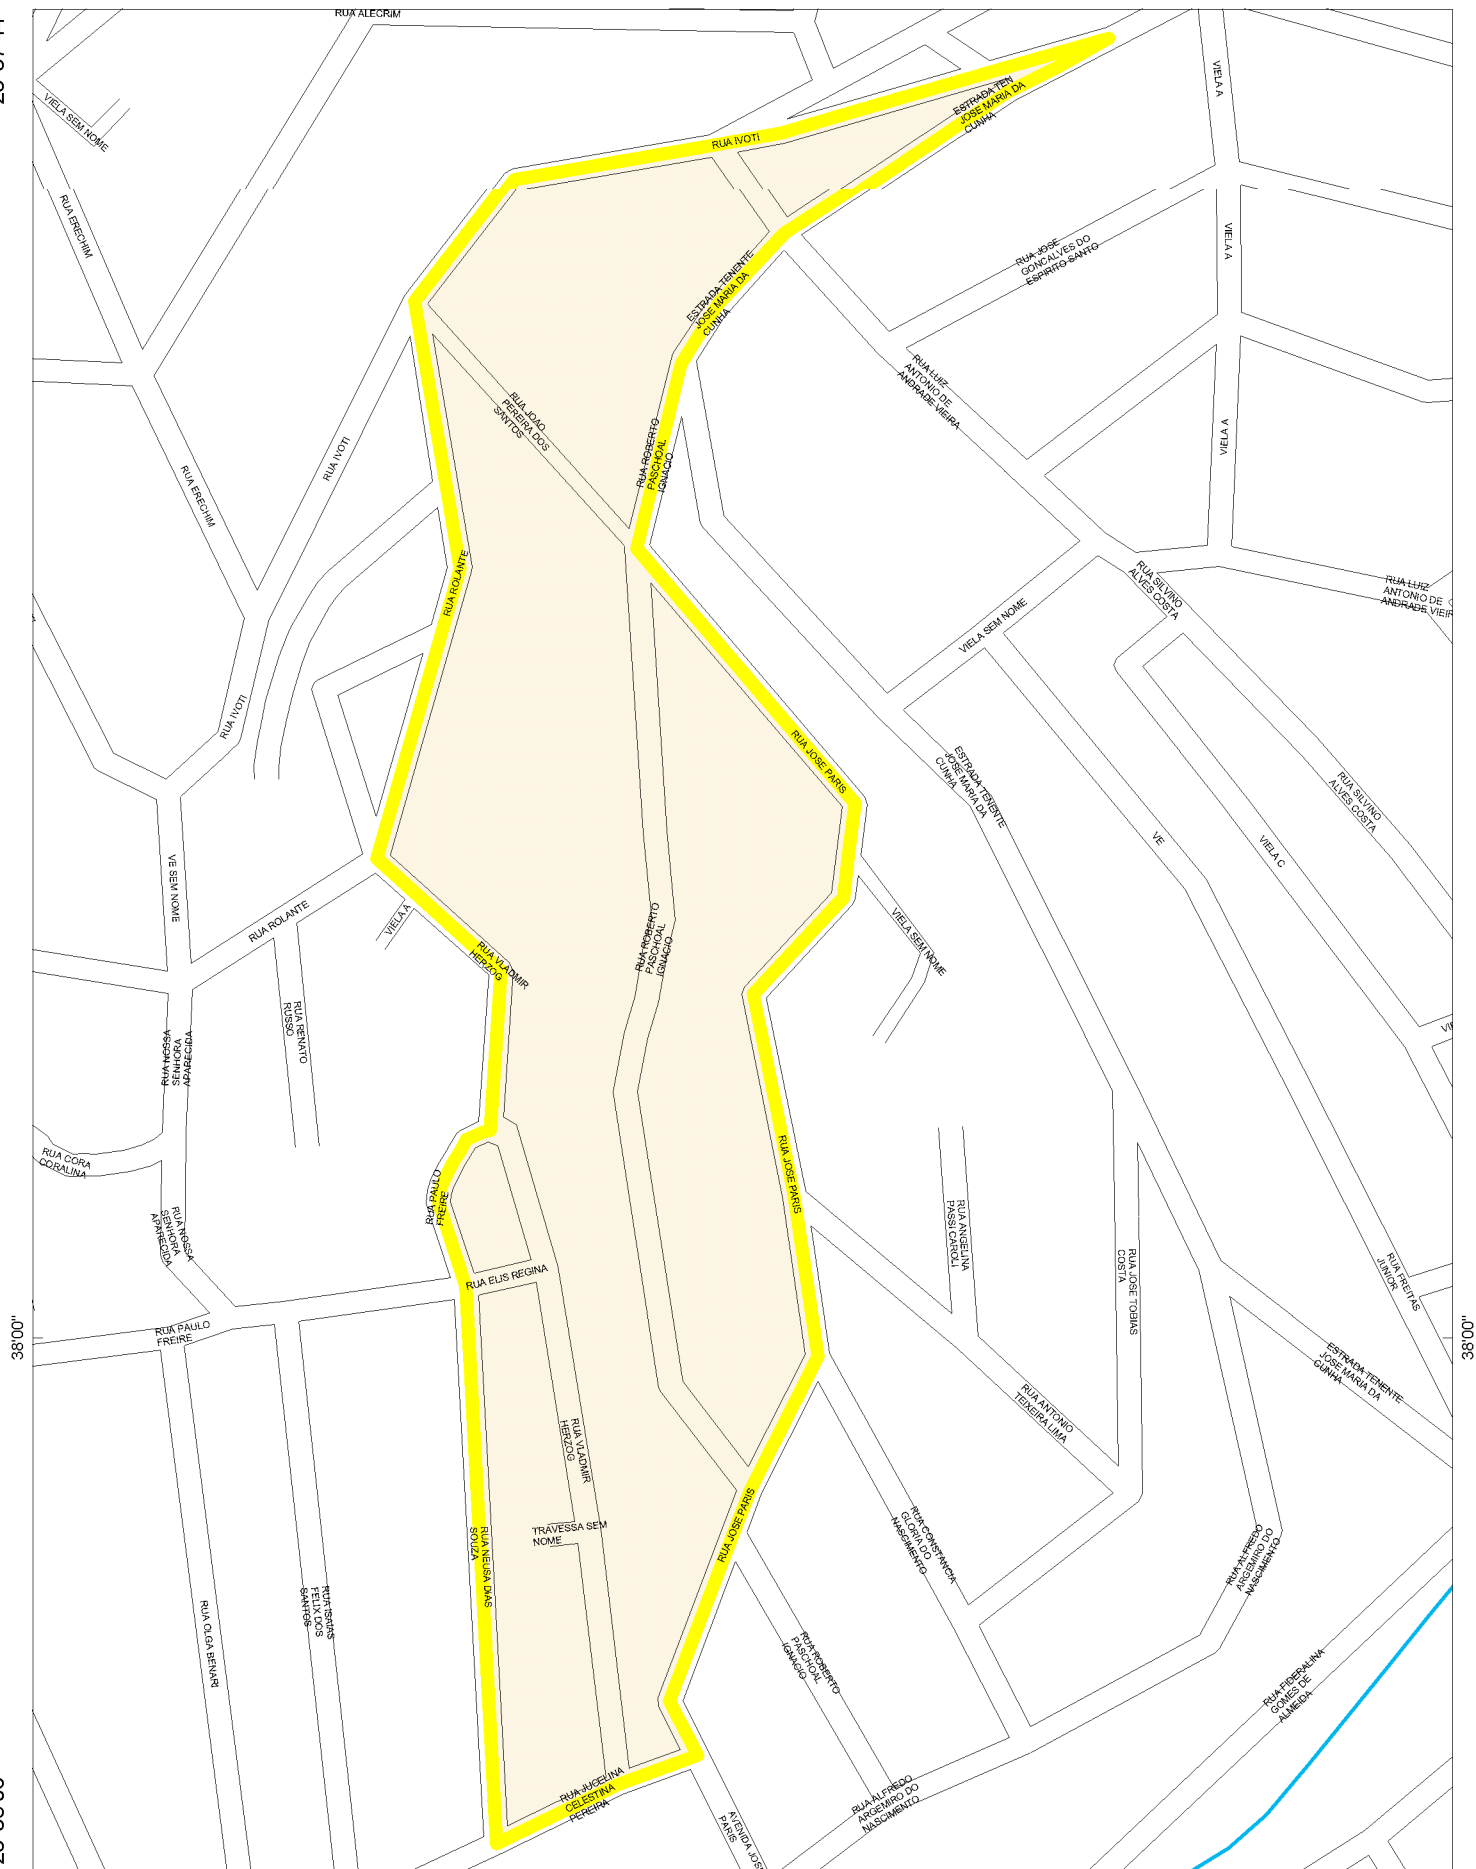 RUA ALECRIM
VIELA SEM NOME
VIELA A
ESTRADA TEN
JOSE MARIA DA
CUNHA
RUA IVOTI
RUA ERECHIM
VIELA A
RUA JOSE
GONCALVES DO
ESPIRITO SANTO
ESTRADA TENENTE
JOSE MARIA DA
CUNHA
RUA LUIZ
ANTONIO DE
ANDRADE VIEIRA
RUA JOAO
PEREIRA DOS
SANTOS
RUA IVOTI
RUA ROBERTO
PASCHOAL
IGNACIO
VIELA A
RUA ERECHIM
RUA ROLANTE
RUA SILVINO
ALVES COSTA
RUA LUIZ
ANTONIO DE
ANDRADE VIEIR
VIELA SEM NOME
RUA IVOTI
RUA JOSE PARIS
ESTRADA TENENTE
JOSE MARIA DA
CUNHA
RUA SILVINO
ALVES COSTA
VE
VIELA C
VE SEM NOME
RUA ROLANTE
VIELA A
RUA VLADMIR
HERZOG
RUA ROBERTO
PASCHOAL
IGNACIO
VIELA SEM NOME
RUA RENATO
RUSSO
RUA NOSSA
SENHORA
APARECIDA
RUA CORA
CORALINA
RUA PAULO
FREIRE
RUA JOSE PARIS
RUA NOSSA
SENHORA
APARECIDA
RUA ANGELINA
PASSI CAROLI
RUA JOSE TOBIAS
COSTA
RUA FREITAS
JUNIOR
RUA ELIS REGINA
RUA PAULO
FREIRE
38'00"
38'00"
ESTRADA TENENTE
JOSE MARIA DA
CUNHA
RUA ANTONIO
TEIXEIRA LIMA
RUA VLADMIR
HERZOG
RUA JOSE PARIS
RUA CONSTANCIA
GLORIA DO
NASCIMENTO
TRAVESSA SEM
NOME
RUA NEUSA DIAS
SOUZA
RUA ALFREDO
ARGEMIRO DO
NASCIMENTO
RUA ISAIAS
FELIX DOS
SANTOS
RUA OLGA BENARI
RUA ROBERTO
PASCHOAL
IGNACIO
RUA FIDERALINA
GOMES DE
ALMEIDA
RUA JUCELINA
CELESTINA
PEREIRA
RUA ALFREDO
ARGEMIRO DO
NASCIMENTO
AVENIDA JOS
PARIS